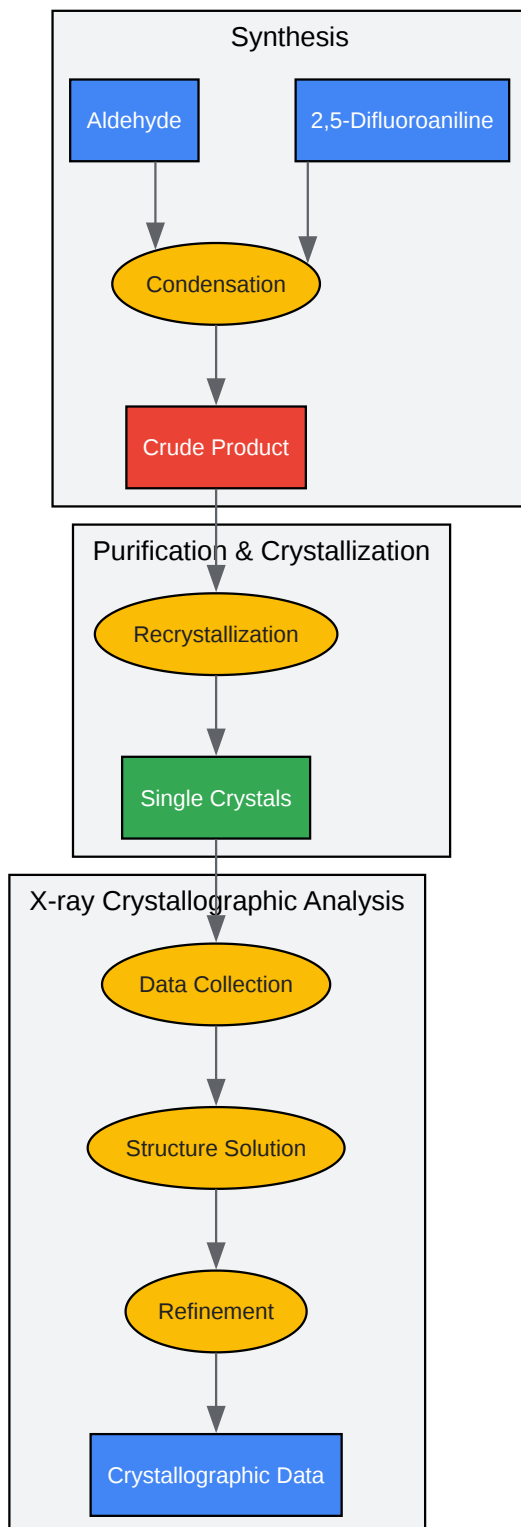 Synthesis
Aldehyde
2,5-Difluoroaniline
Condensation
Crude Product
Purification & Crystallization
Recrystallization
Single Crystals
X-ray Crystallographic Analysis
Data Collection
Structure Solution
Refinement
Crystallographic Data